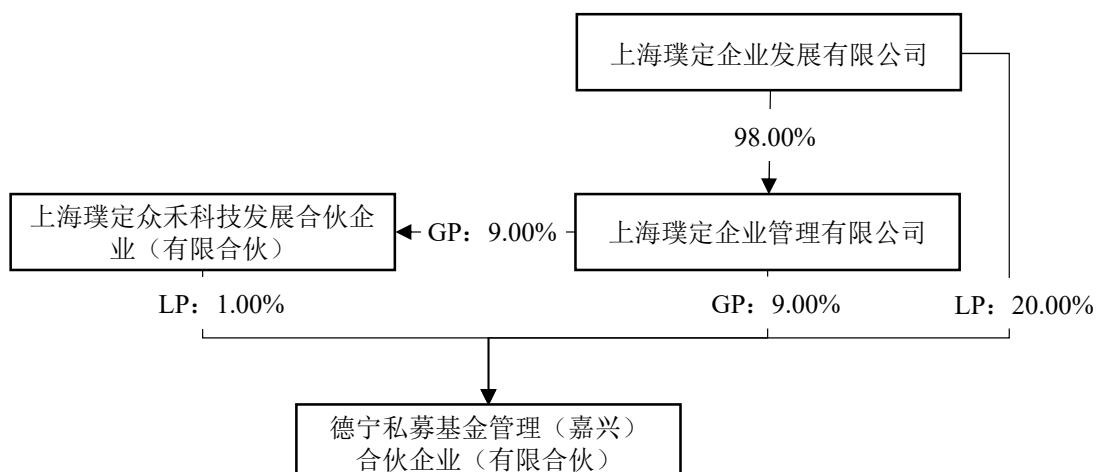 上海璞定企业发展有限公司
98.00%
上海璞定众禾科技发展合伙企
业（有限合伙）
GP：9.00%
上海璞定企业管理有限公司
LP：1.00%
GP：9.00%
LP：20.00%
德宁私募基金管理（嘉兴）
合伙企业（有限合伙）